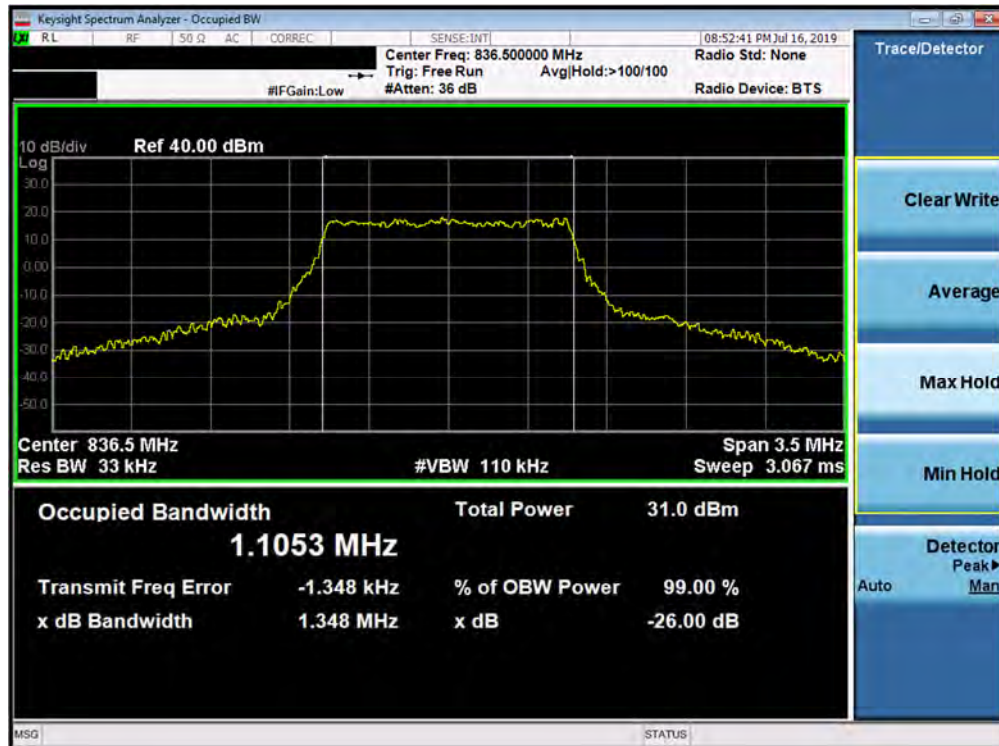 Keysight Spectrum Analyzer - Occupied BW
LXI RL RF 50 Ω AC CORREC SENSE:INT 08:52:41 PM Jul 16, 2019
Center Freq: 836.500000 MHz Radio Std: None
Trig: Free Run Avg|Hold:>100/100
#IFGain:Low #Atten: 36 dB Radio Device: BTS
Trace/Detector
10 dB/div Ref 40.00 dBm
Log
30.0
20.0
10.0
0.00
-10.0
-20.0
-30.0
-40.0
-50.0
Center 836.5 MHz Span 3.5 MHz
Res BW 33 kHz #VBW 110 kHz Sweep 3.067 ms
Occupied Bandwidth Total Power 31.0 dBm
1.1053 MHz
Transmit Freq Error -1.348 kHz % of OBW Power 99.00 %
x dB Bandwidth 1.348 MHz x dB -26.00 dB
Clear Write
Average
Max Hold
Min Hold
Detector
Peak
Auto Man
MSG STATUS